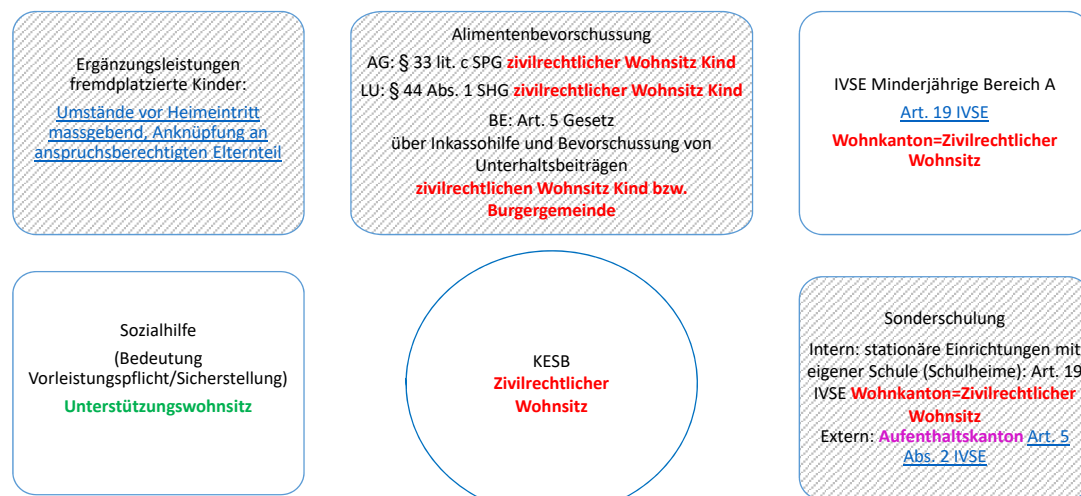 Ergänzungsleistungen
fremdplatzierte Kinder:
Umstände vor Heimeintritt
massgebend, Anknüpfung an
anspruchsberechtigten Elternteil
Alimentenbevorschussung
AG: § 33 lit. c SPG zivilrechtlicher Wohnsitz Kind
LU: § 44 Abs. 1 SHG zivilrechtlicher Wohnsitz Kind
BE: Art. 5 Gesetz
über Inkassohilfe und Bevorschussung von
Unterhaltsbeiträgen
zivilrechtlichen Wohnsitz Kind bzw.
Burgergemeinde
IVSE Minderjährige Bereich A
Art. 19 IVSE
Wohnkanton=Zivilrechtlicher
Wohnsitz
Sozialhilfe
(Bedeutung
Vorleistungspflicht/Sicherstellung)
Unterstützungswohnsitz
KESB
Zivilrechtlicher
Wohnsitz
Sonderschulung
Intern: stationäre Einrichtungen mit
eigener Schule (Schulheime): Art. 19
IVSE Wohnkanton=Zivilrechtlicher
Wohnsitz
Extern: Aufenthaltskanton Art. 5
Abs. 2 IVSE